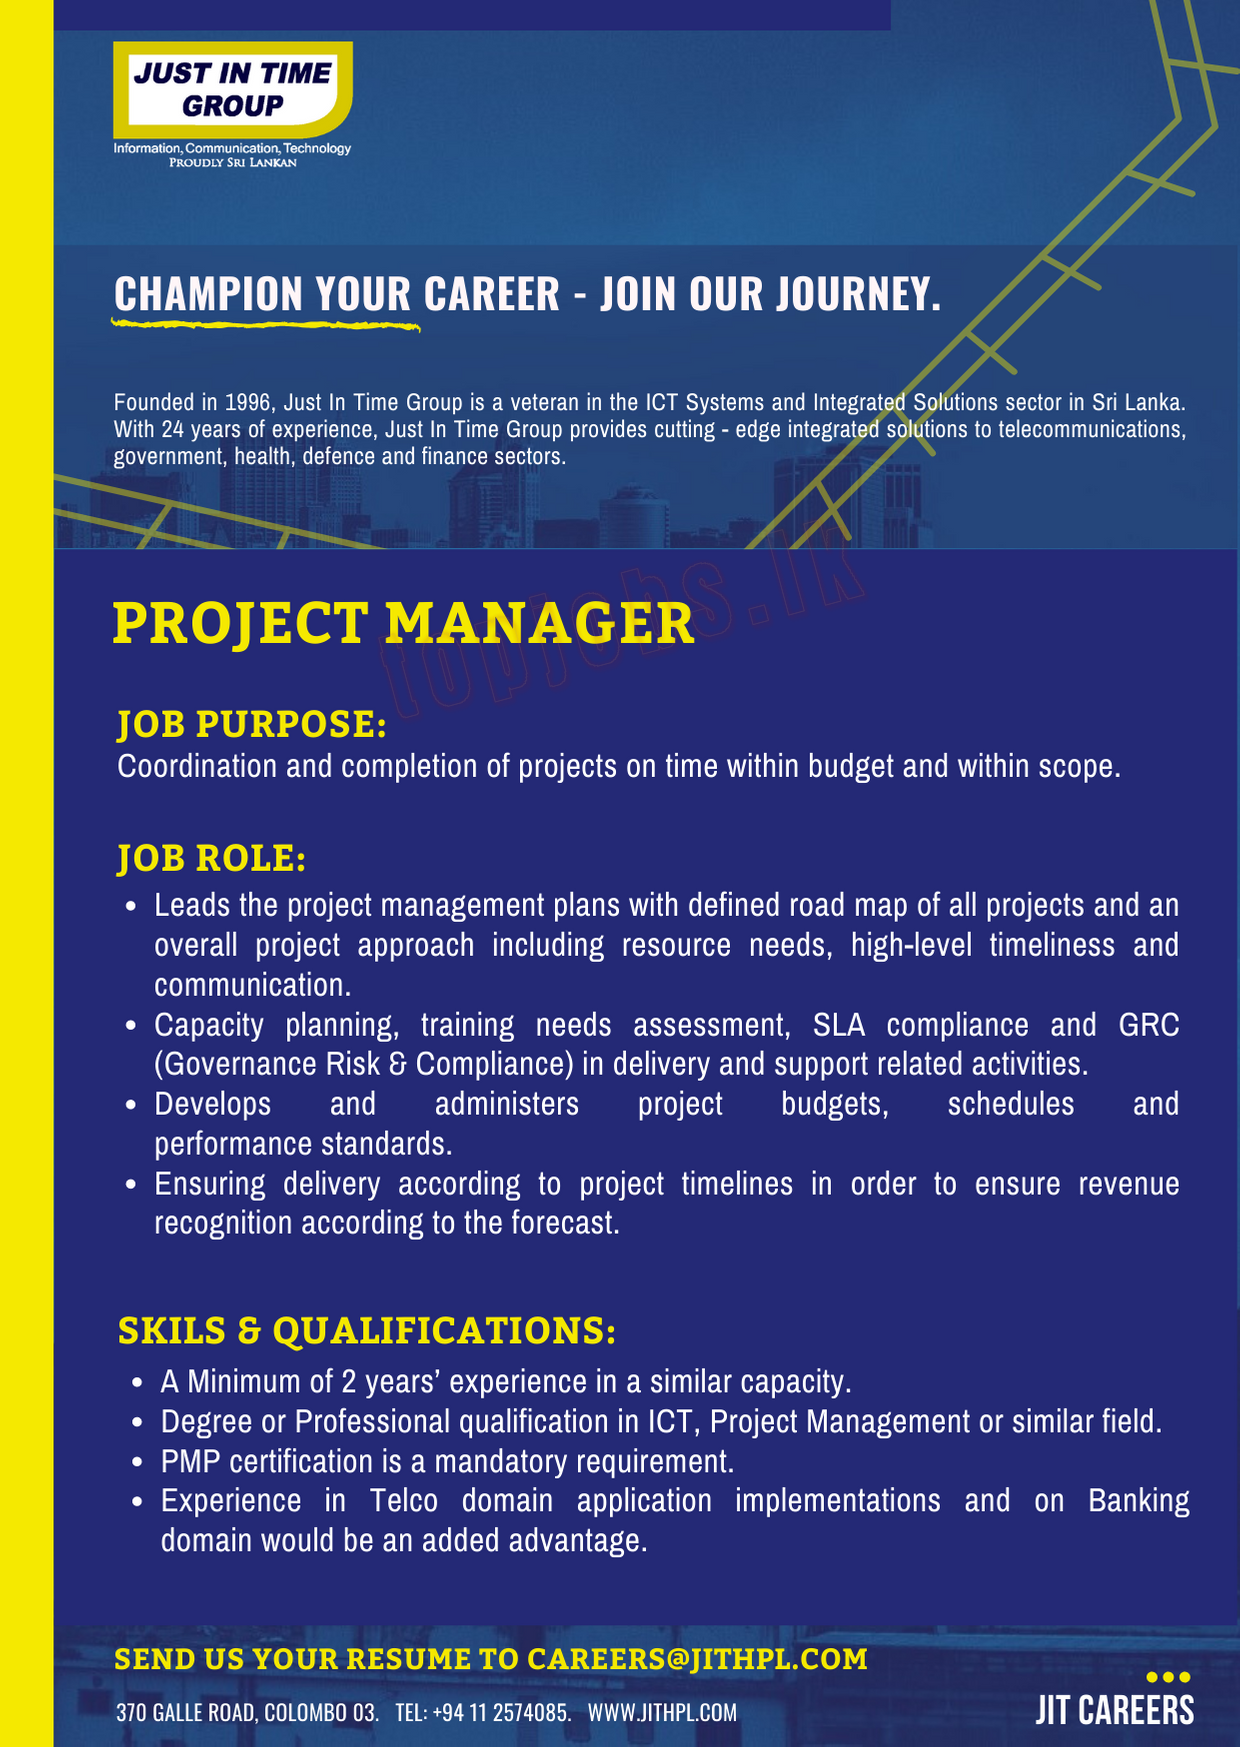 JUST IN TIME
GROUP
Information, Communication, Technology
PROUDLY SRI LANKAN
CHAMPION YOUR CAREER - JOIN OUR JOURNEY.
Founded in 1996, Just In Time Group is a veteran in the ICT Systems and Integrated Solutions sector in Sri Lanka.
With 24 years of experience, Just In Time Group provides cutting - edge integrated solutions to telecommunications,
government, health, defence and finance sectors.
topjobs.lk
PROJECT MANAGER
JOB PURPOSE:
Coordination and completion of projects on time within budget and within scope.
JOB ROLE:
• Leads the project management plans with defined road map of all projects and an
overall project approach including resource needs, high-level timeliness and
communication.
• Capacity planning, training needs assessment, SLA compliance and GRC
(Governance Risk & Compliance) in delivery and support related activities.
• Develops and administers project budgets, schedules and
performance standards.
• Ensuring delivery according to project timelines in order to ensure revenue
recognition according to the forecast.
SKILS & QUALIFICATIONS:
• A Minimum of 2 years’ experience in a similar capacity.
• Degree or Professional qualification in ICT, Project Management or similar field.
• PMP certification is a mandatory requirement.
• Experience in Telco domain application implementations and on Banking
domain would be an added advantage.
SEND US YOUR RESUME TO CAREERS@JITHPL.COM
370 GALLE ROAD, COLOMBO 03. TEL: +94 11 2574085. WWW.JITHPL.COM
JIT CAREERS